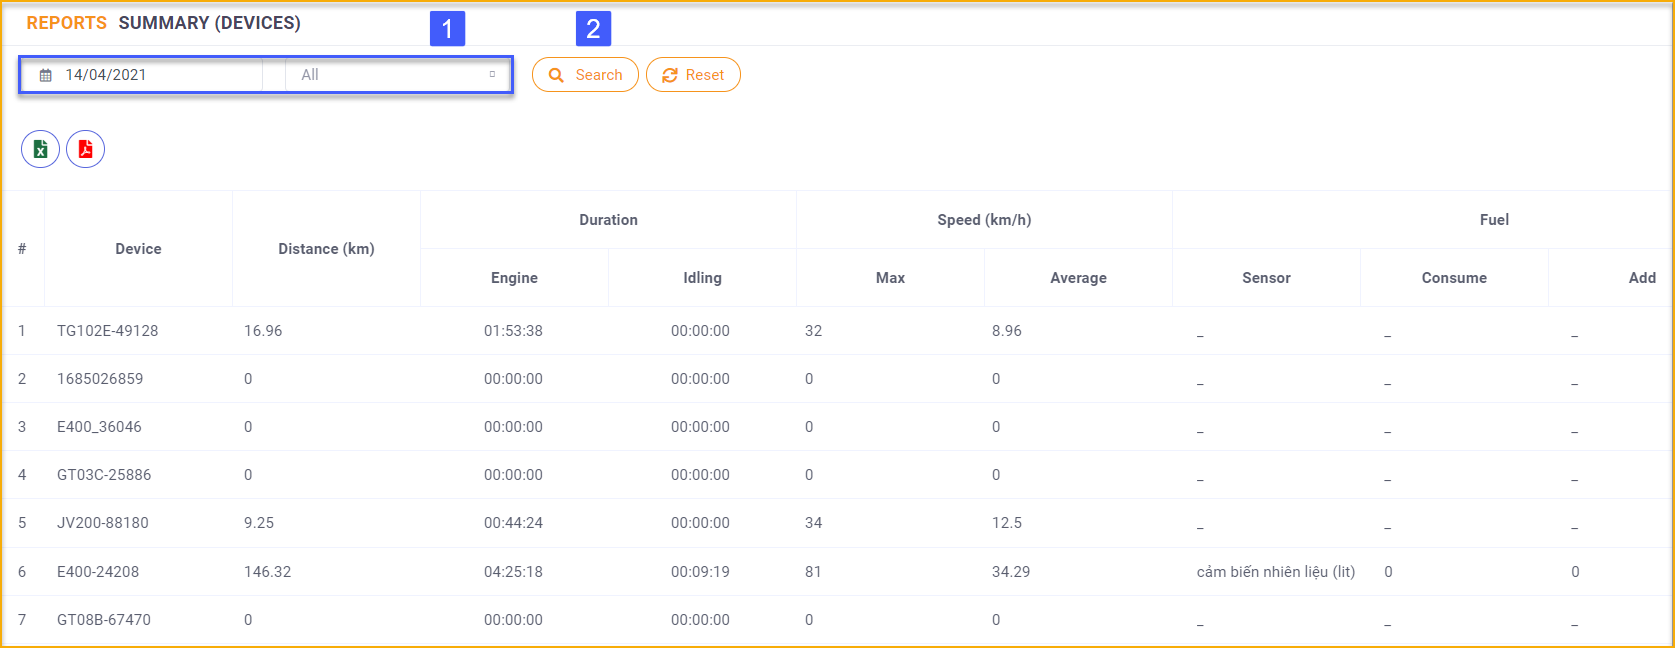 REPORTS SUMMARY (DEVICES)
1 2
14/04/2021 All Search Reset
# Device Distance (km) Duration Speed (km/h) Fuel
Engine Idling Max Average Sensor Consume Add
1 TG102E-49128 16.96 01:53:38 00:00:00 32 8.96 _ _ _
2 1685026859 0 00:00:00 00:00:00 0 0 _ _ _
3 E400_36046 0 00:00:00 00:00:00 0 0 _ _ _
4 GT03C-25886 0 00:00:00 00:00:00 0 0 _ _ _
5 JV200-88180 9.25 00:44:24 00:00:00 34 12.5 _ _ _
6 E400-24208 146.32 04:25:18 00:09:19 81 34.29 cảm biến nhiên liệu (lit) 0 0
7 GT08B-67470 0 00:00:00 00:00:00 0 0 _ _ _